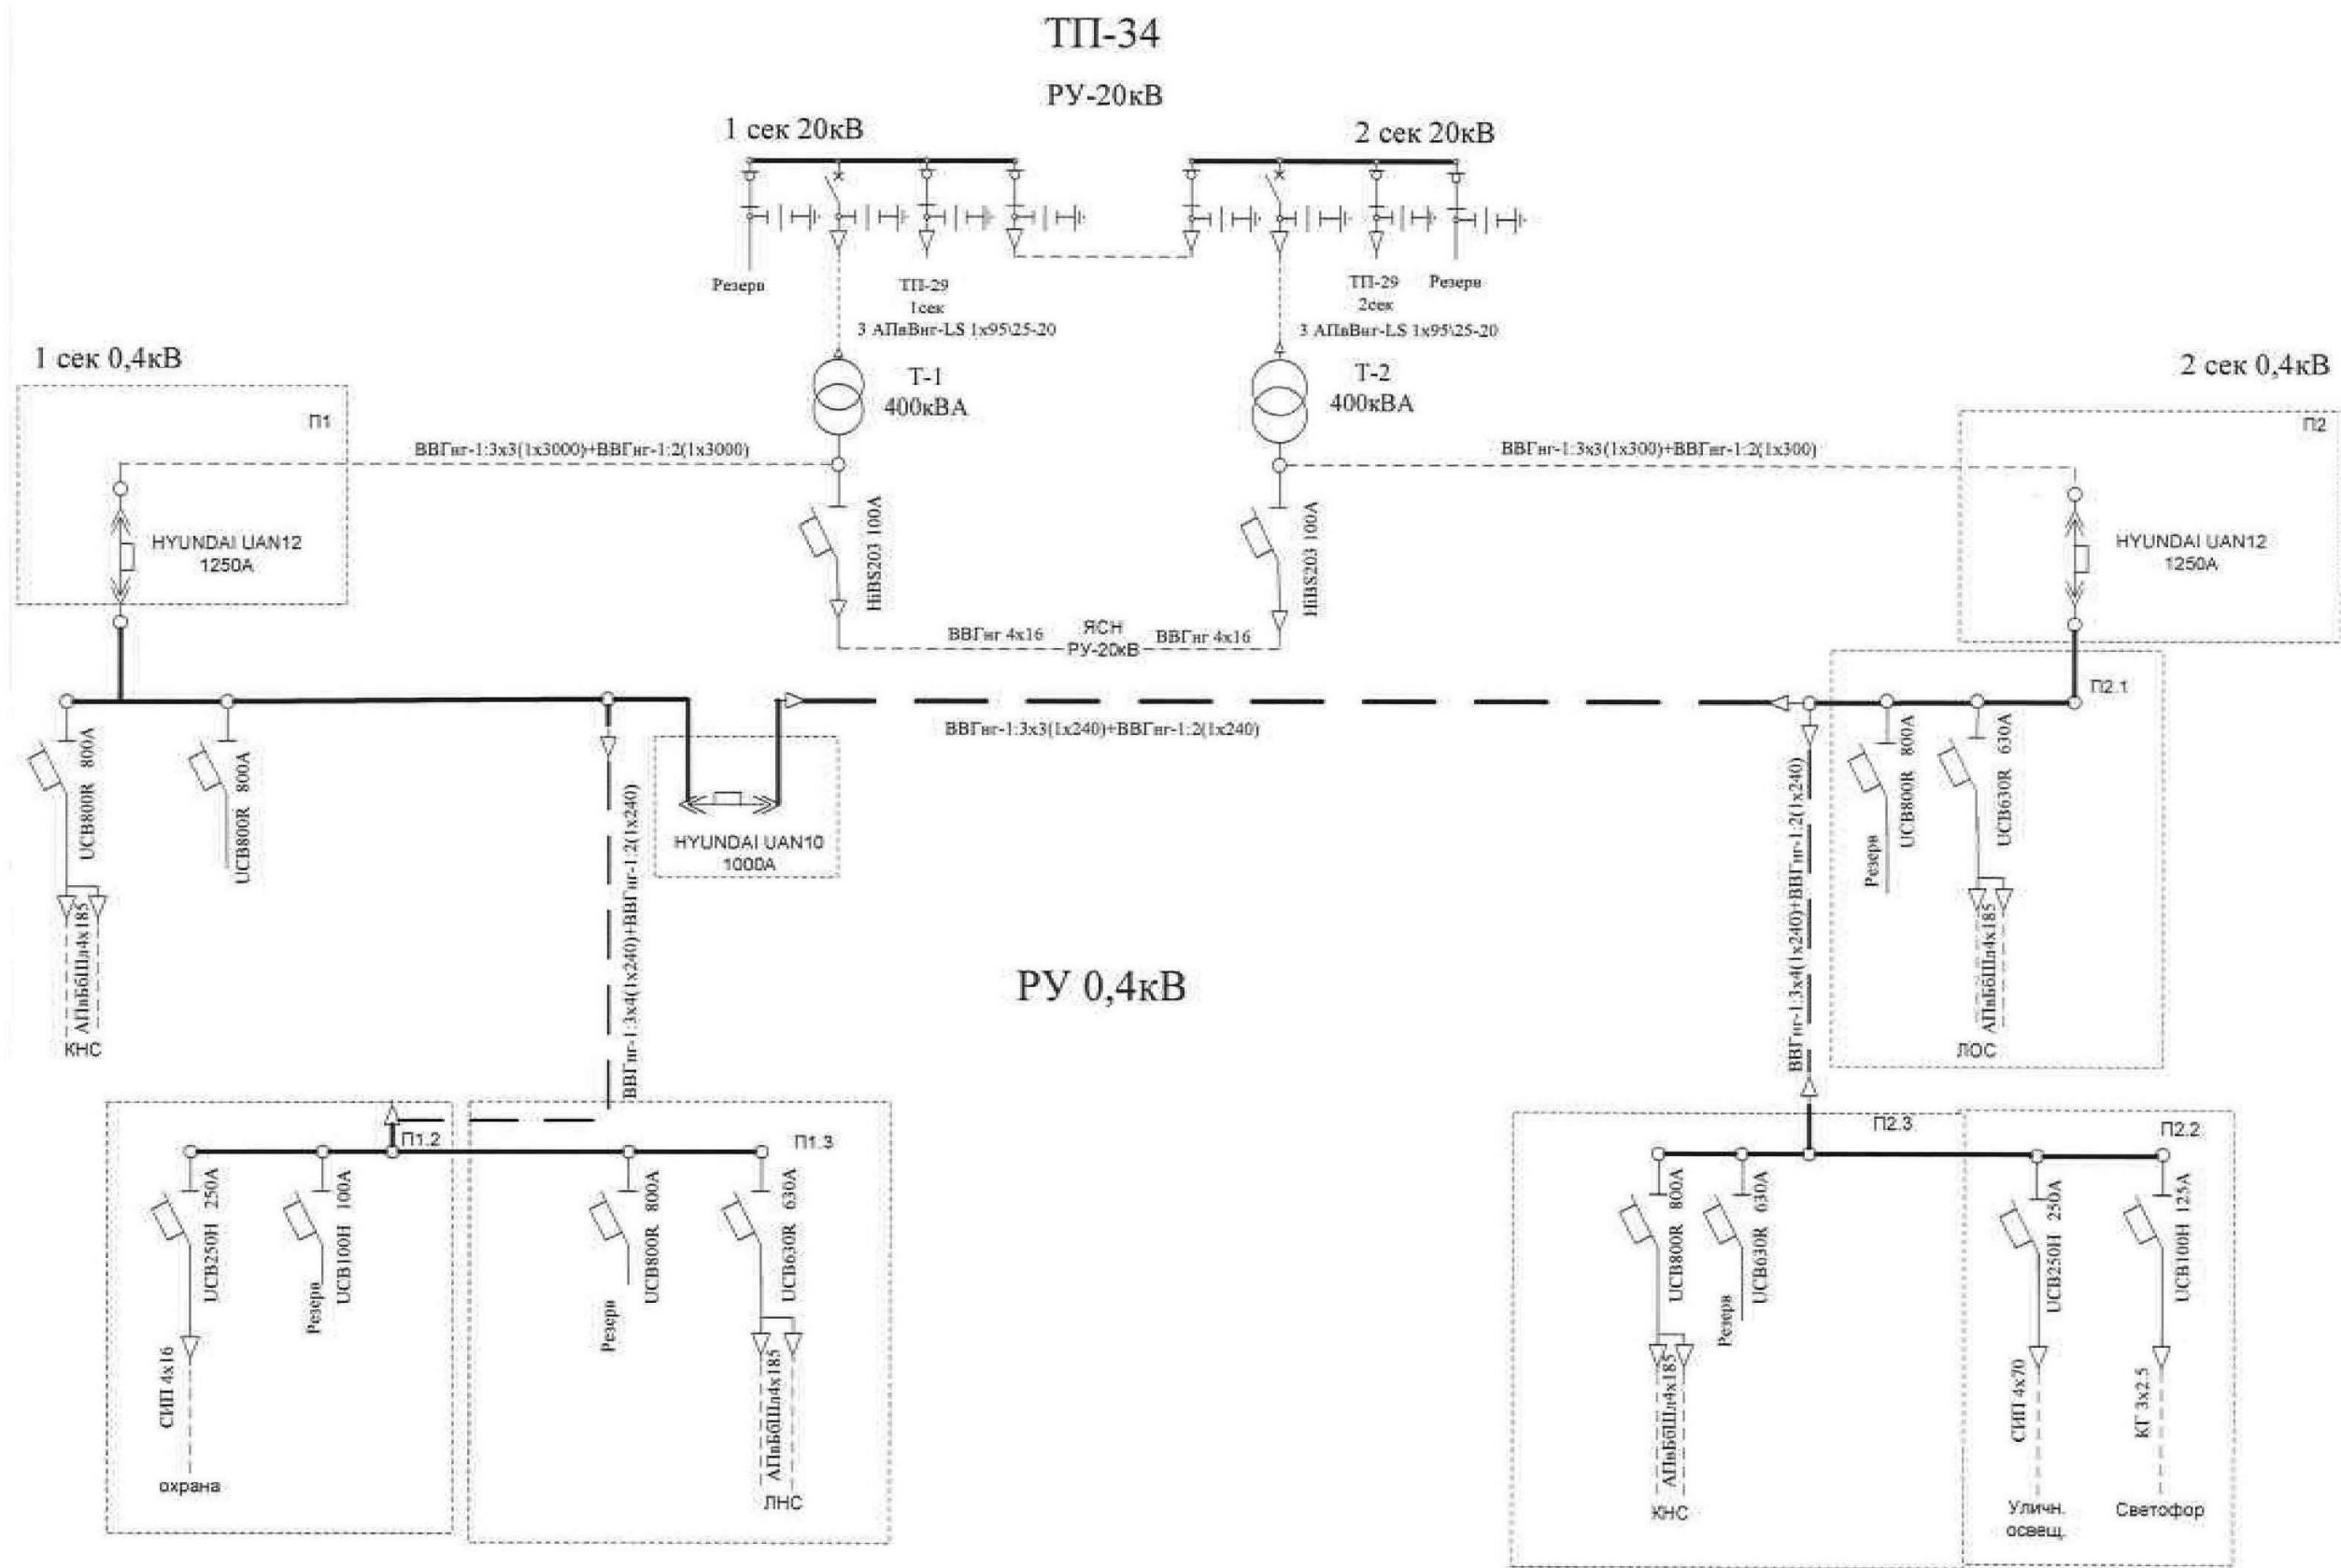 ТП-34
РУ-20кВ
1 сек 20кВ
2 сек 20кВ
Резерв
ТП-29
1сек
3 АПвВнг-LS 1х95\25-20
ТП-29
2сек
3 АПвВнг-LS 1х95\25-20
Резерв
1 сек 0,4кВ
2 сек 0,4кВ
Т-1
400кВА
Т-2
400кВА
П1
П2
ВВГнг-1:3х3(1х3000)+ВВГнг-1:2(1х3000)
ВВГнг-1:3х3(1х300)+ВВГнг-1:2(1х300)
HYUNDAI UAN12
1250A
HiBS203 100A
HiBS203 100A
HYUNDAI UAN12
1250A
ВВГнг 4х16
ЯСН
РУ-20кВ
ВВГнг 4х16
П2.1
ВВГнг-1:3х3(1х240)+ВВГнг-1:2(1х240)
UCB800R 800A
UCB800R 800A
HYUNDAI UAN10
1000A
UCB800R 800A
Резерв
UCB630R 630A
АПвБбШп4х185
КНС
ВВГнг-1:3х4(1х240)+ВВГнг-1:2(1х240)
РУ 0,4кВ
ВВГнг-1:3х4(1х240)+ВВГнг-1:2(1х240)
АПвБбШп4х185
ЛОС
П1.2
П1.3
П2.3
П2.2
UCB250H 250A
СИП 4х16
охрана
UCB100H 100A
Резерв
UCB800R 800A
Резерв
UCB630R 630A
АПвБбШп4х185
ЛНС
UCB800R 800A
АПвБбШп4х185
КНС
UCB630R 630A
Резерв
UCB250H 250A
СИП 4х70
Уличн.
освещ.
UCB100H 125A
КГ 3х2.5
Светофор